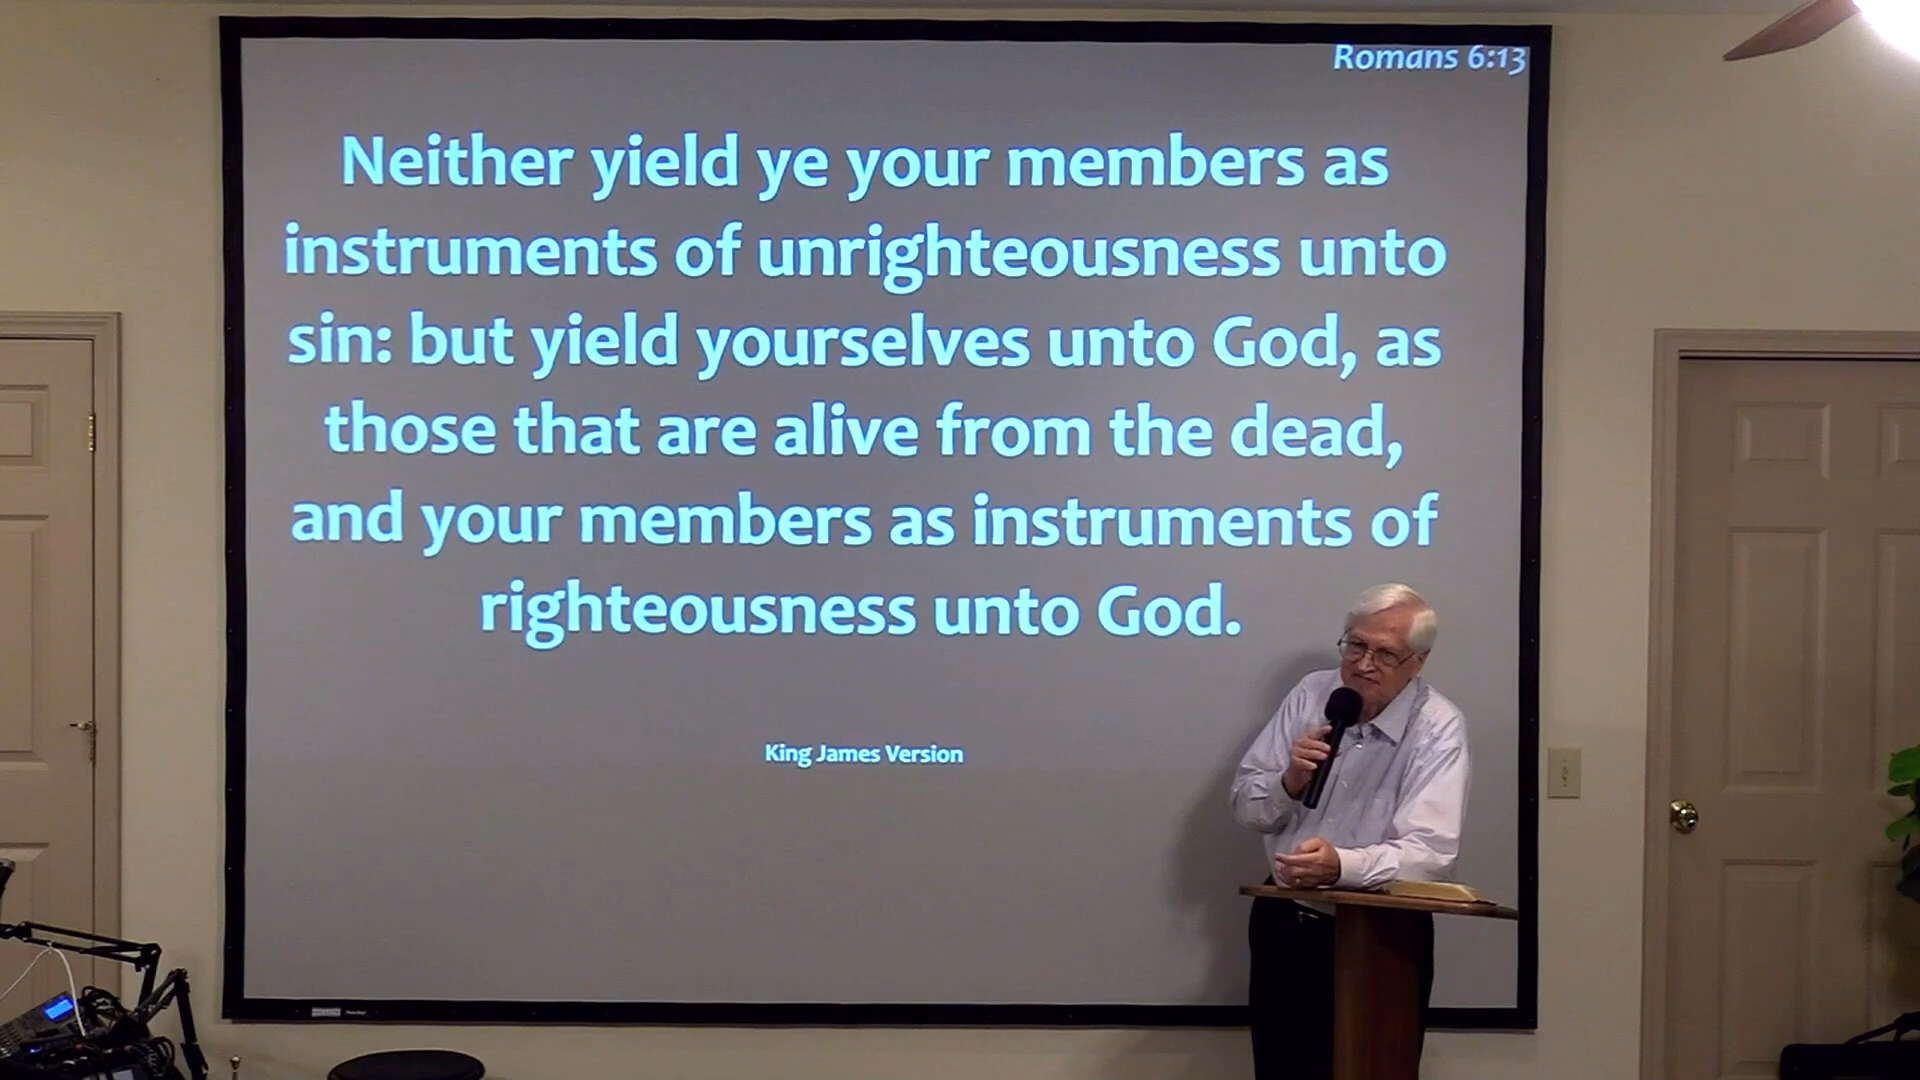 Romans 6:13
Neither yield ye your members as
instruments of unrighteousness unto
sin: but yield yourselves unto God, as
those that are alive from the dead,
and your members as instruments of
righteousness unto God.
King James Version